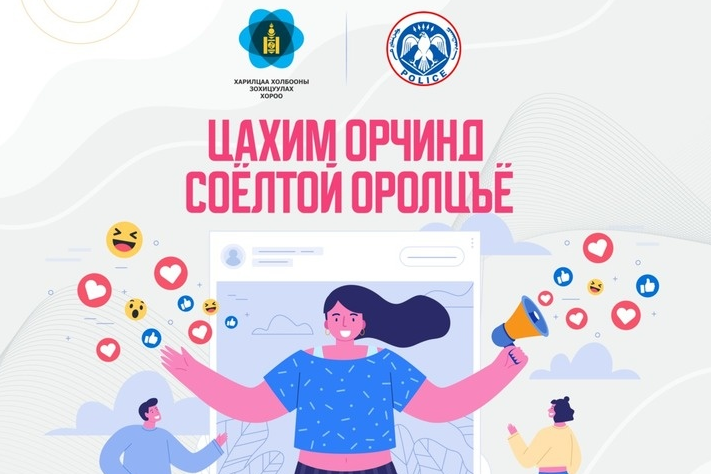 ХАРИЛЦАА ХОЛБООНЫ
ЗОХИЦУУЛАХ
ХОРОО
POLICE
ЦАХИМ ОРЧИНД
СОЁЛТОЙ ОРОЛЦЪЁ